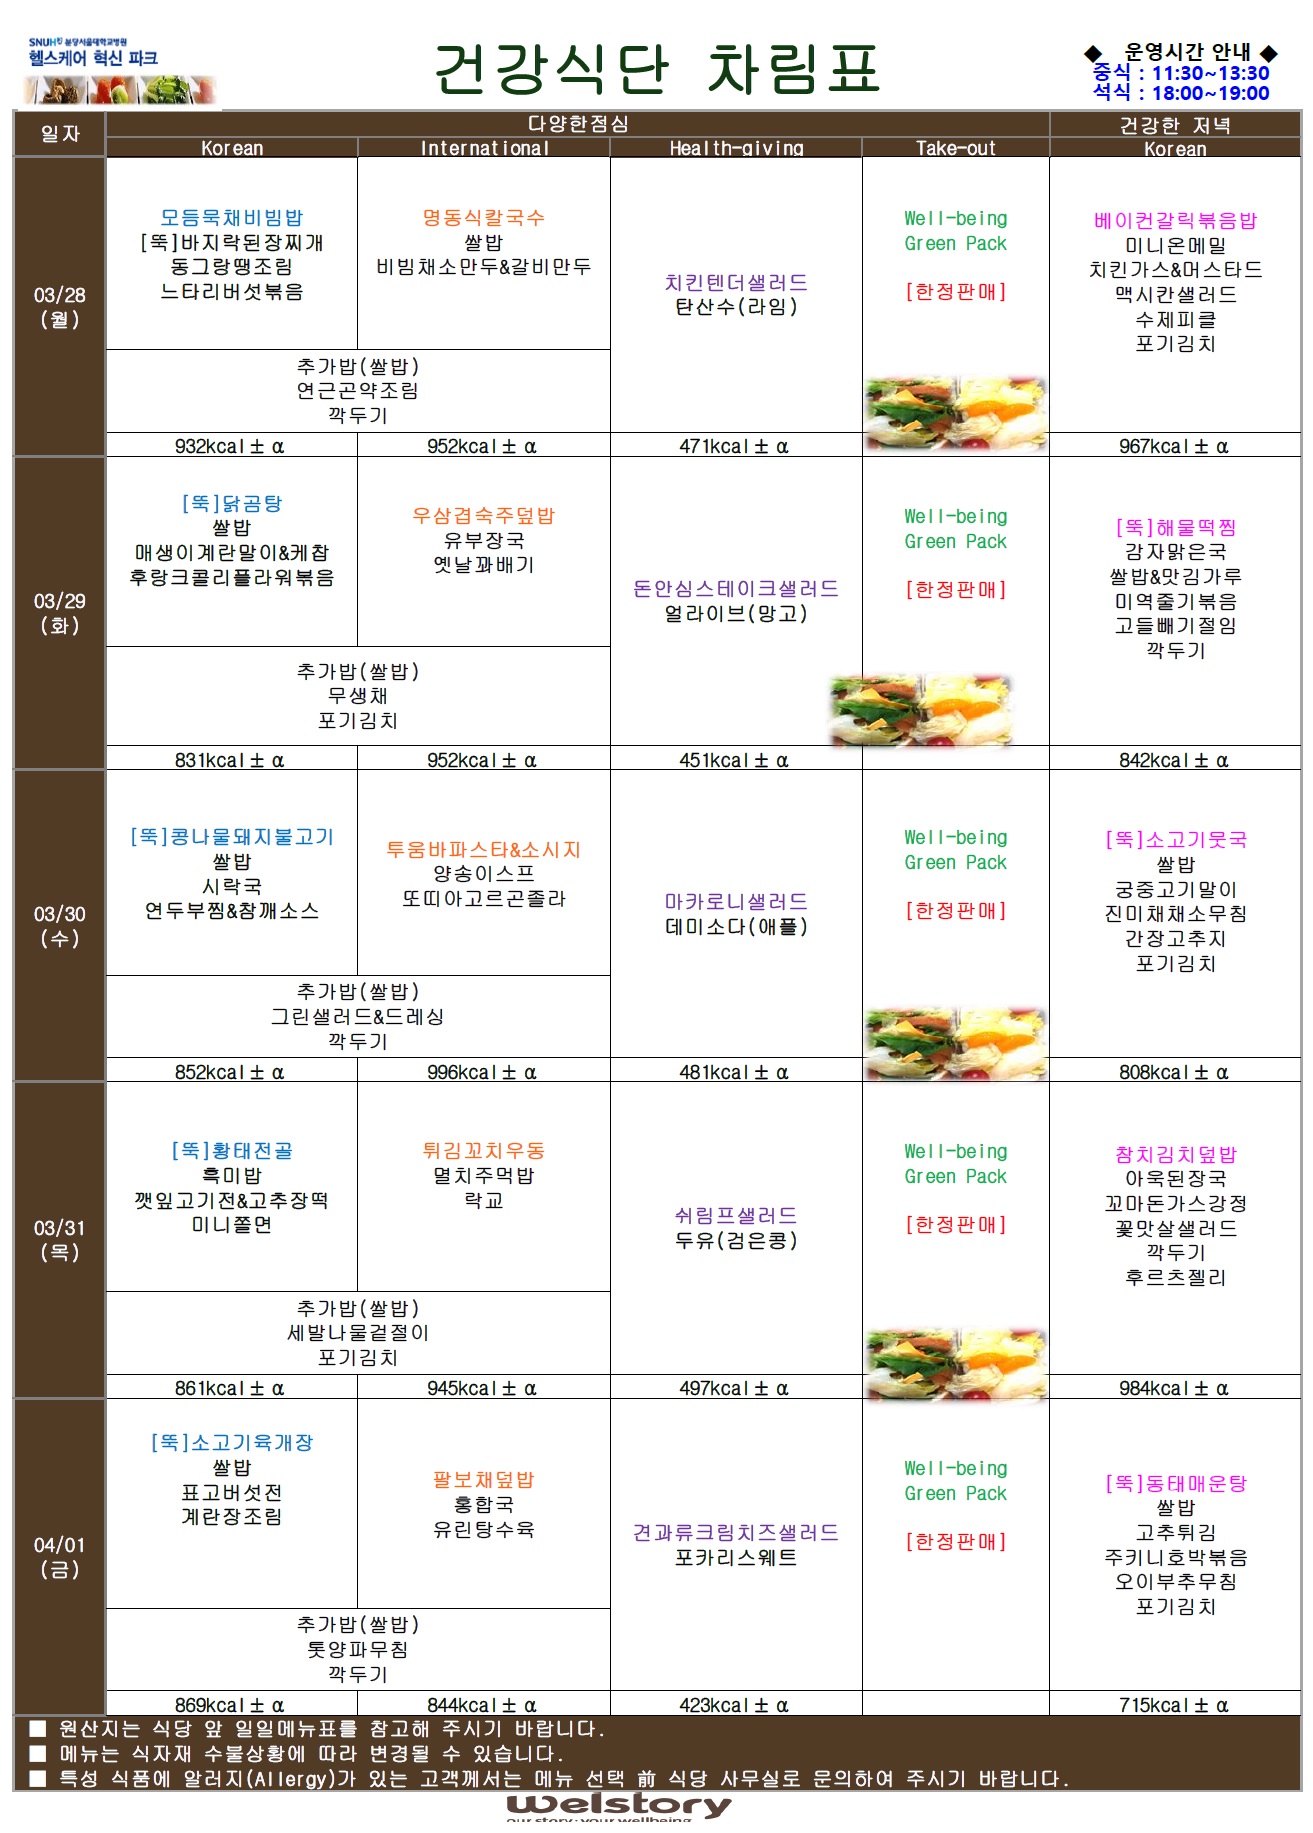 SNUH 분당서울대학교병원
헬스케어 혁신 파크
건강식단 차림표
◆ 운영시간 안내 ◆
중식 : 11:30~13:30
석식 : 18:00~19:00
일자
다양한점심
건강한 저녁
Korean
International
Health-giving
Take-out
Korean
03/28
(월)
모듬묵채비빔밥
[뚝]바지락된장찌개
동그랑땡조림
느타리버섯볶음
명동식칼국수
쌀밥
비빔채소만두&갈비만두
추가밥(쌀밥)
연근곤약조림
깍두기
치킨텐더샐러드
탄산수(라임)
Well-being
Green Pack
[한정판매]
베이컨갈릭볶음밥
미니온메밀
치킨가스&머스타드
맥시칸샐러드
수제피클
포기김치
932kcal± α
952kcal± α
471kcal± α
967kcal± α
03/29
(화)
[뚝]닭곰탕
쌀밥
매생이계란말이&케찹
후랑크콜리플라워볶음
우삼겹숙주덮밥
유부장국
옛날꽈배기
추가밥(쌀밥)
무생채
포기김치
돈안심스테이크샐러드
얼라이브(망고)
Well-being
Green Pack
[한정판매]
[뚝]해물떡찜
감자맑은국
쌀밥&맛김가루
미역줄기볶음
고들빼기절임
깍두기
831kcal± α
952kcal± α
451kcal± α
842kcal± α
03/30
(수)
[뚝]콩나물돼지불고기
쌀밥
시락국
연두부찜&참깨소스
투움바파스타&소시지
양송이스프
또띠아고르곤졸라
추가밥(쌀밥)
그린샐러드&드레싱
깍두기
마카로니샐러드
데미소다(애플)
Well-being
Green Pack
[한정판매]
[뚝]소고기뭇국
쌀밥
궁중고기말이
진미채채소무침
간장고추지
포기김치
852kcal± α
996kcal± α
481kcal± α
808kcal± α
03/31
(목)
[뚝]황태전골
흑미밥
깻잎고기전&고추장떡
미니쫄면
튀김꼬치우동
멸치주먹밥
락교
추가밥(쌀밥)
세발나물겉절이
포기김치
쉬림프샐러드
두유(검은콩)
Well-being
Green Pack
[한정판매]
참치김치덮밥
아욱된장국
꼬마돈가스강정
꽃맛살샐러드
깍두기
후르츠젤리
861kcal± α
945kcal± α
497kcal± α
984kcal± α
04/01
(금)
[뚝]소고기육개장
쌀밥
표고버섯전
계란장조림
팔보채덮밥
홍합국
유린탕수육
추가밥(쌀밥)
톳양파무침
깍두기
견과류크림치즈샐러드
포카리스웨트
Well-being
Green Pack
[한정판매]
[뚝]동태매운탕
쌀밥
고추튀김
주키니호박볶음
오이부추무침
포기김치
869kcal± α
844kcal± α
423kcal± α
715kcal± α
■ 원산지는 식당 앞 일일메뉴표를 참고해 주시기 바랍니다.
■ 메뉴는 식자재 수불상황에 따라 변경될 수 있습니다.
■ 특성 식품에 알러지(Allergy)가 있는 고객께서는 메뉴 선택 前 식당 사무실로 문의하여 주시기 바랍니다.
welstory
our story·your wellbeing